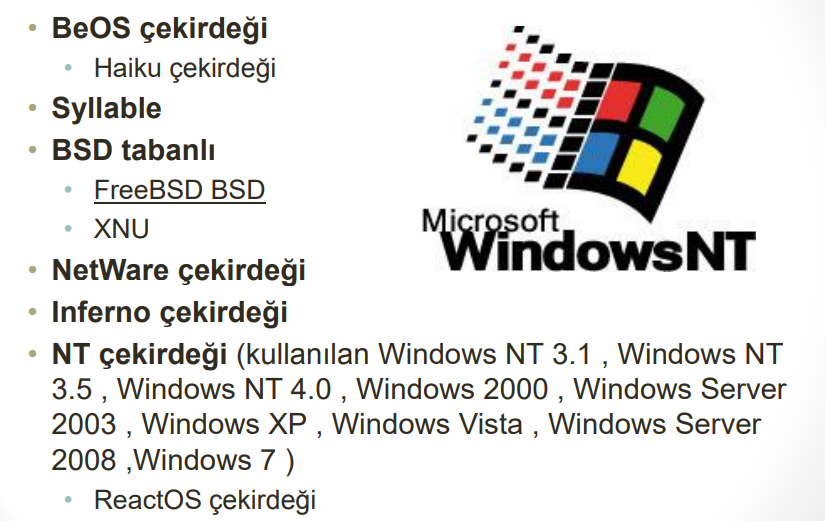 • BeOS çekirdeği
• Haiku çekirdeği
• Syllable
• BSD tabanlı
• FreeBSD BSD
• XNU
• NetWare çekirdeği
• Inferno çekirdeği
• NT çekirdeği (kullanılan Windows NT 3.1 , Windows NT
3.5 , Windows NT 4.0 , Windows 2000 , Windows Server
2003 , Windows XP , Windows Vista , Windows Server
2008 ,Windows 7 )
• ReactOS çekirdeği
Microsoft
WindowsNT